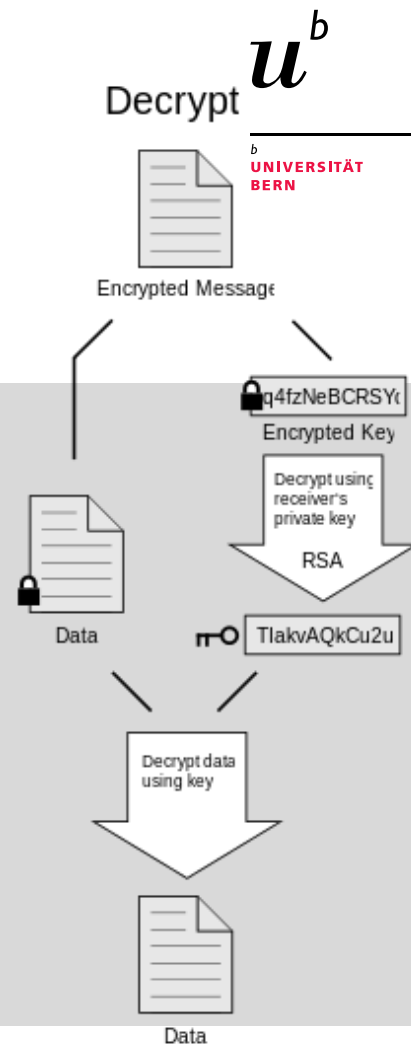 u
b
Decrypt
b
UNIVERSITÄT
BERN
Encrypted Message
q4fzNeBCRSY
Encrypted Key
Decrypt using
receiver's
private key
RSA
TIakvAQkCu2u
Data
Decrypt data
using key
Data